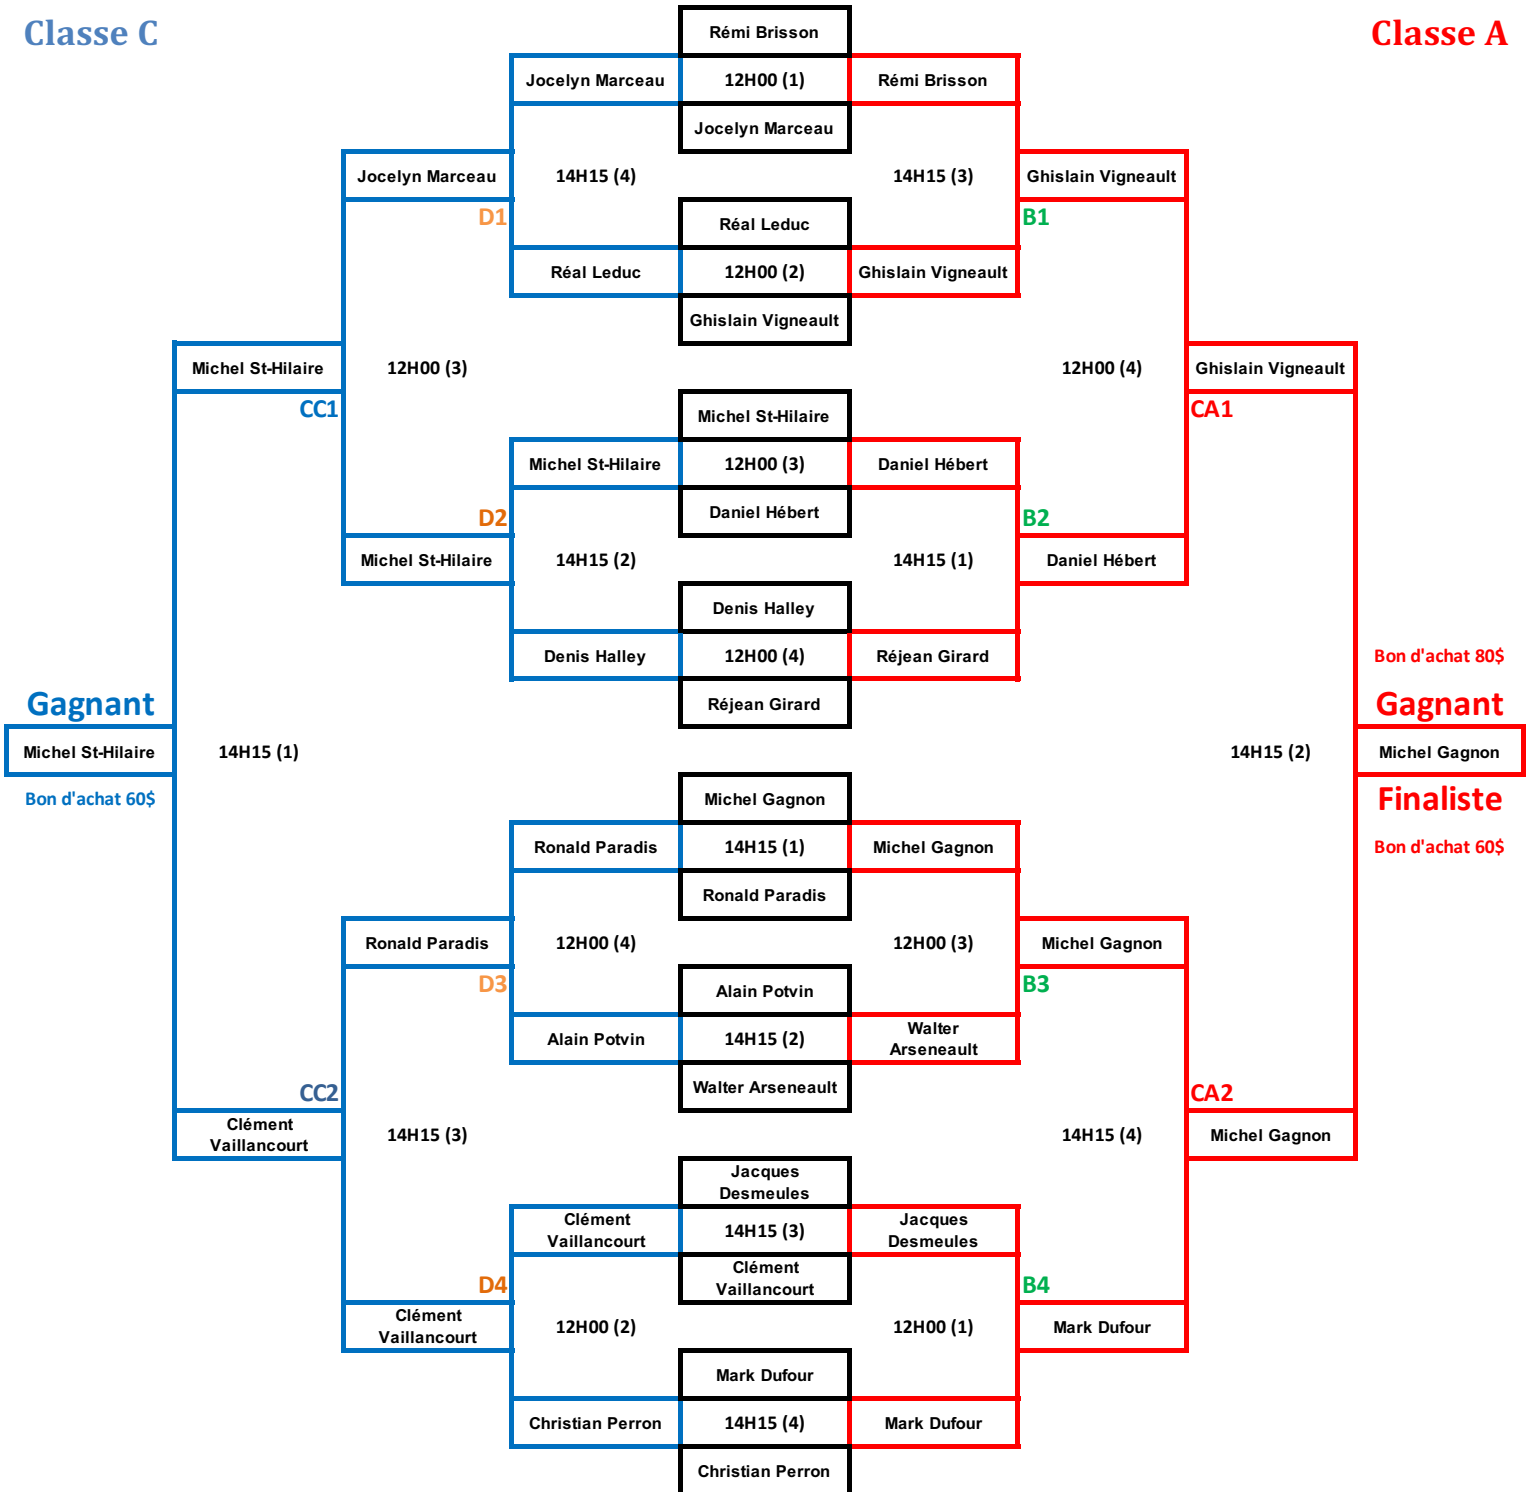 Classe C
Rémi Brisson
Classe A
Jocelyn Marceau
12H00 (1)
Rémi Brisson
Jocelyn Marceau
Jocelyn Marceau
14H15 (4)
14H15 (3)
Ghislain Vigneault
D1
Réal Leduc
B1
Réal Leduc
12H00 (2)
Ghislain Vigneault
Ghislain Vigneault
Michel St-Hilaire
12H00 (3)
12H00 (4)
Ghislain Vigneault
CC1
Michel St-Hilaire
CA1
Michel St-Hilaire
12H00 (3)
Daniel Hébert
D2
Daniel Hébert
B2
Michel St-Hilaire
14H15 (2)
14H15 (1)
Daniel Hébert
Denis Halley
Denis Halley
12H00 (4)
Réjean Girard
Bon d'achat 80$
Gagnant
Réjean Girard
Gagnant
Michel St-Hilaire
14H15 (1)
14H15 (2)
Michel Gagnon
Bon d'achat 60$
Michel Gagnon
Finaliste
Ronald Paradis
14H15 (1)
Michel Gagnon
Bon d'achat 60$
Ronald Paradis
Ronald Paradis
12H00 (4)
12H00 (3)
Michel Gagnon
D3
Alain Potvin
B3
Alain Potvin
14H15 (2)
Walter
Arseneault
Walter Arseneault
CC2
CA2
Clément
Vaillancourt
14H15 (3)
14H15 (4)
Michel Gagnon
Jacques
Desmeules
Clément
Vaillancourt
14H15 (3)
Jacques
Desmeules
Clément
Vaillancourt
D4
B4
Clément
Vaillancourt
12H00 (2)
12H00 (1)
Mark Dufour
Mark Dufour
Christian Perron
14H15 (4)
Mark Dufour
Christian Perron